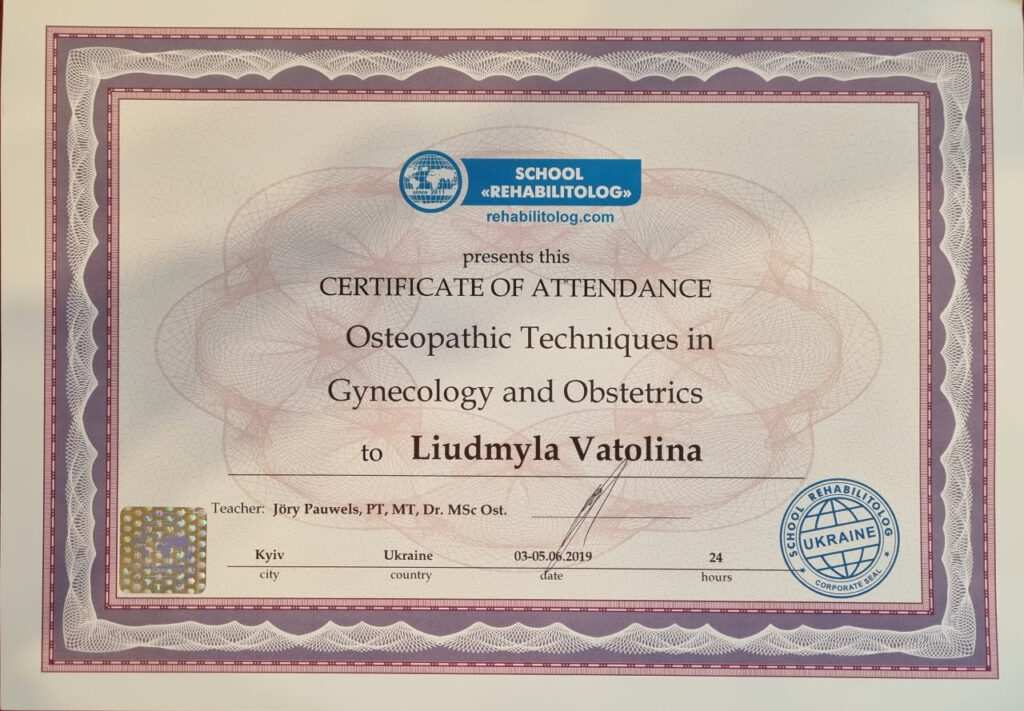 since 2011
SCHOOL
«REHABILITOLOG»
rehabilitolog.com
presents this
CERTIFICATE OF ATTENDANCE
Osteopathic Techniques in
Gynecology and Obstetrics
to Liudmyla Vatolina
Teacher: Jöry Pauwels, PT, MT, Dr. MSc Ost.
Kyiv Ukraine 03-05.06.2019 24
city country date hours
SCHOOL REHABILITOLOG
UKRAINE
CORPORATE SEAL